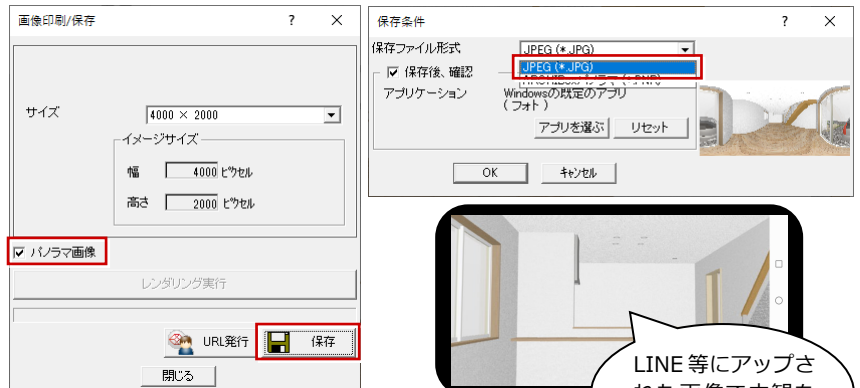 画像印刷/保存
サイズ
4000 × 2000
イメージサイズ
幅 4000 ピクセル
高さ 2000 ピクセル
パノラマ画像
レンダリング実行
URL発行
保存
閉じる
保存条件
保存ファイル形式 JPEG (*.JPG)
JPEG (*.JPG)
保存後、確認
アプリケーション Windowsの既定のアプリ
(フォト)
アプリを選ぶ リセット
OK キャンセル
LINE 等にアップさ